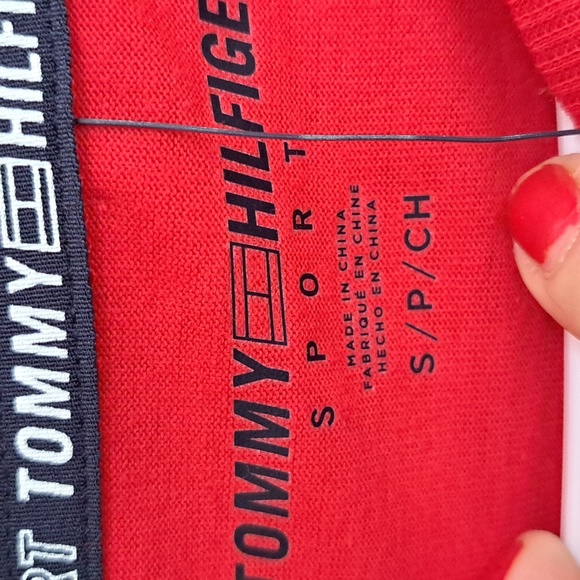 RT TOMMY HILFI
TOMMY HILFIGE
SPORT
MADE IN CHINA
FABRIQUÉ EN CHINE
HECHO EN CHINA
S/P/CH